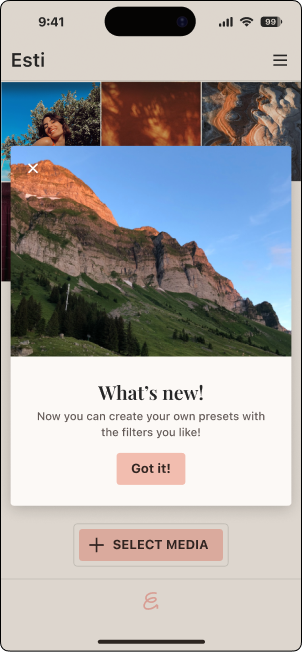 9:41
99
Esti
What's new!
Now you can create your own presets with
the filters you like!
Got it!
SELECT MEDIA